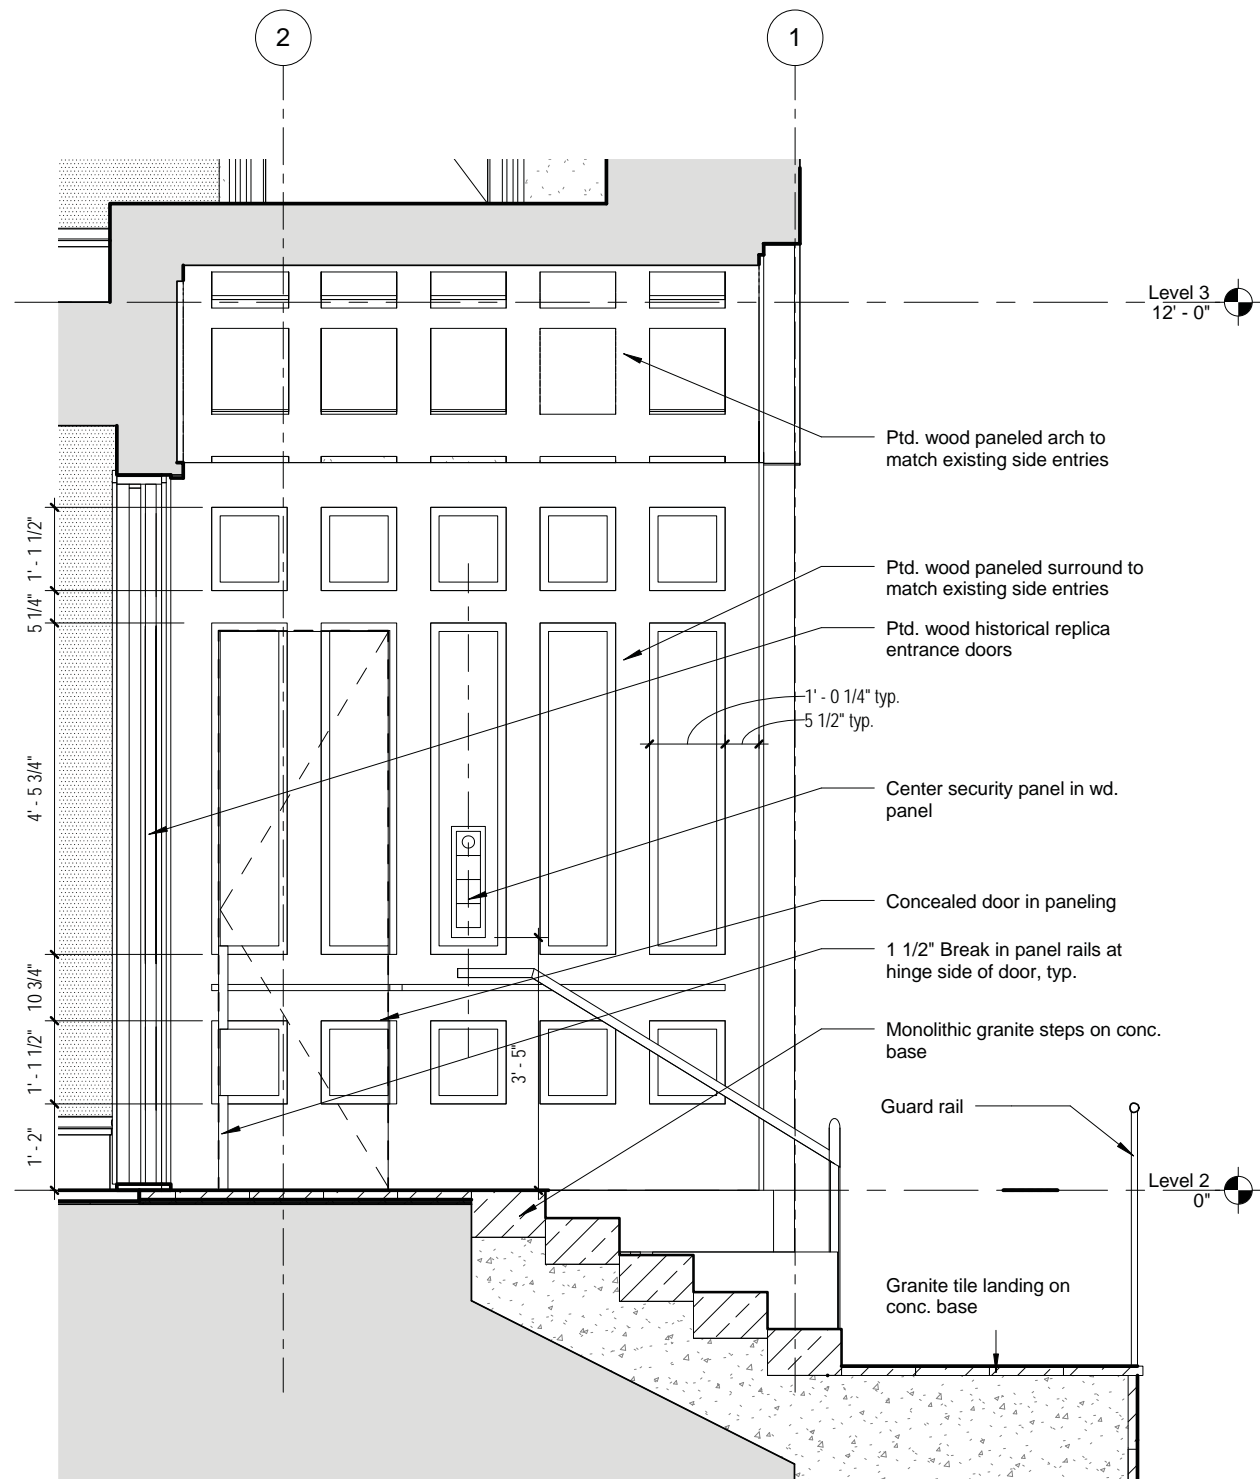 2
1
Level 3
12' - 0"
Ptd. wood paneled arch to
match existing side entries
1' - 1 1/2"
Ptd. wood paneled surround to
match existing side entries
5 1/4"
Ptd. wood historical replica
entrance doors
1' - 0 1/4" typ.
5 1/2" typ.
4' - 5 3/4"
Center security panel in wd.
panel
Concealed door in paneling
1 1/2" Break in panel rails at
hinge side of door, typ.
10 3/4"
Monolithic granite steps on conc.
base
1' - 1 1/2"
3' - 5"
Guard rail
1' - 2"
Level 2
0"
Granite tile landing on
conc. base